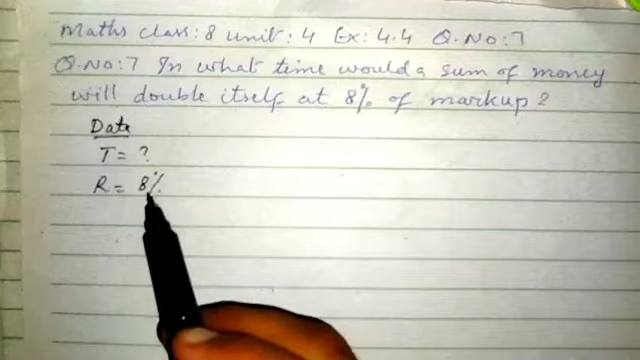 Maths class: 8 unit: 4 Ex: 4.4 Q.No: 7
Q.No: 7 In what time would a sum of money
will double itself at 8% of markup?
Data
T = ?
R = 8%